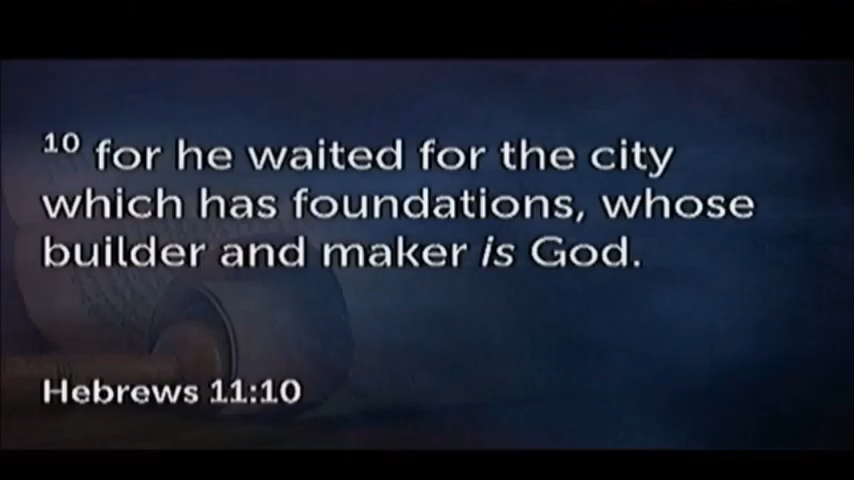 10 for he waited for the city
which has foundations, whose
builder and maker is God.
Hebrews 11:10